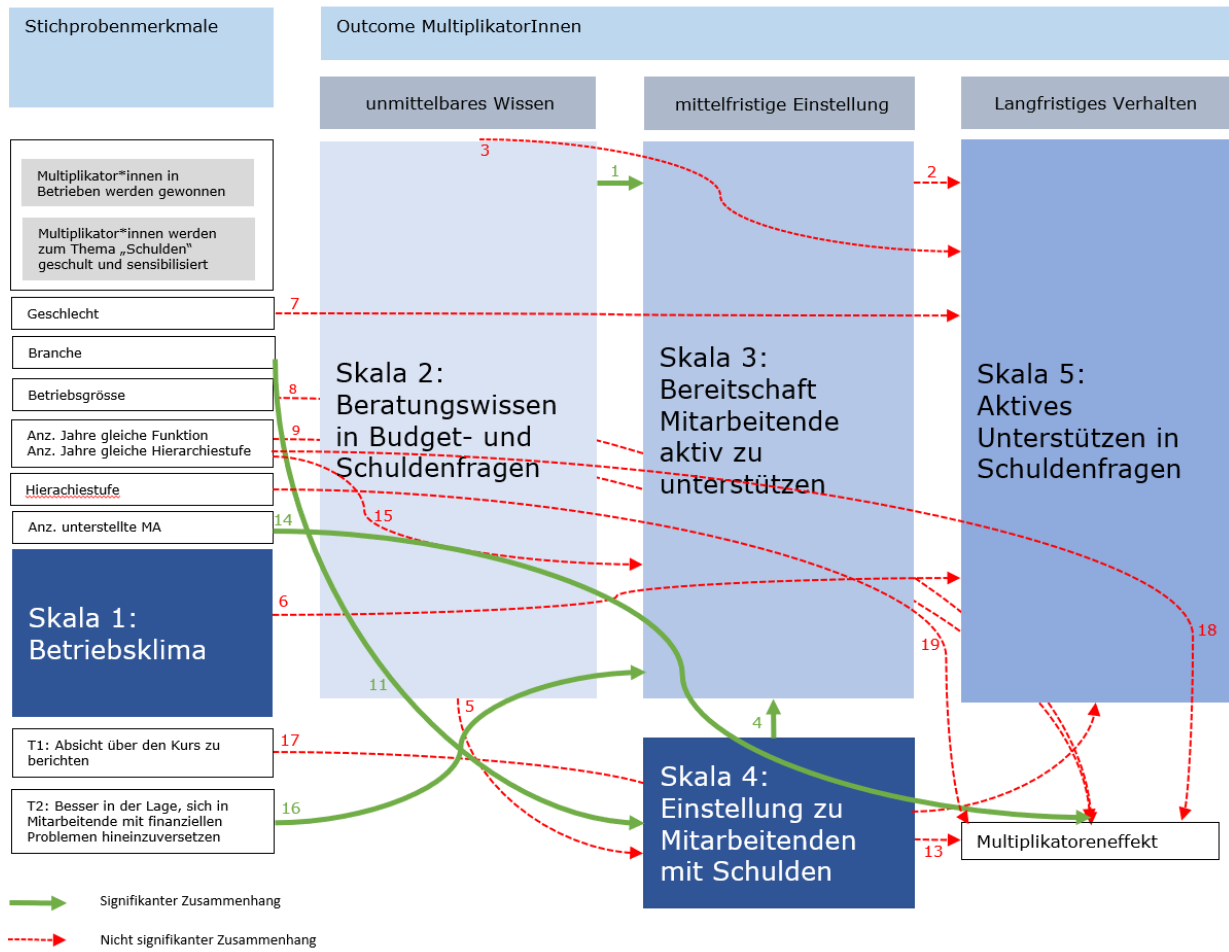 Stichprobenmerkmale
Outcome MultiplikatorInnen
unmittelbares Wissen
mittelfristige Einstellung
Langfristiges Verhalten
Multiplikator*innen in
Betrieben werden gewonnen
Multiplikator*innen werden
zum Thema „Schulden“
geschult und sensibilisiert
Geschlecht
Branche
Betriebsgrösse
Anz. Jahre gleiche Funktion
Anz. Jahre gleiche Hierarchiestufe
Hierachiestufe
Anz. unterstellte MA
Skala 1:
Betriebsklima
T1: Absicht über den Kurs zu
berichten
T2: Besser in der Lage, sich in
Mitarbeitende mit finanziellen
Problemen hineinzuversetzen
Skala 2:
Beratungswissen
in Budget- und
Schuldenfragen
Skala 3:
Bereitschaft
Mitarbeitende
aktiv zu
unterstützen
Skala 5:
Aktives
Unterstützen in
Schuldenfragen
Skala 4:
Einstellung zu
Mitarbeitenden
mit Schulden
Multiplikatoreneffekt
3
1
2
7
8
9
14
15
6
11
5
4
19
18
17
16
13
Signifikanter Zusammenhang
Nicht signifikanter Zusammenhang